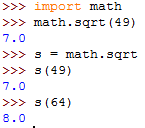 >>> import math
>>> math.sqrt(49)
7.0
>>> s = math.sqrt
>>> s(49)
7.0
>>> s(64)
8.0